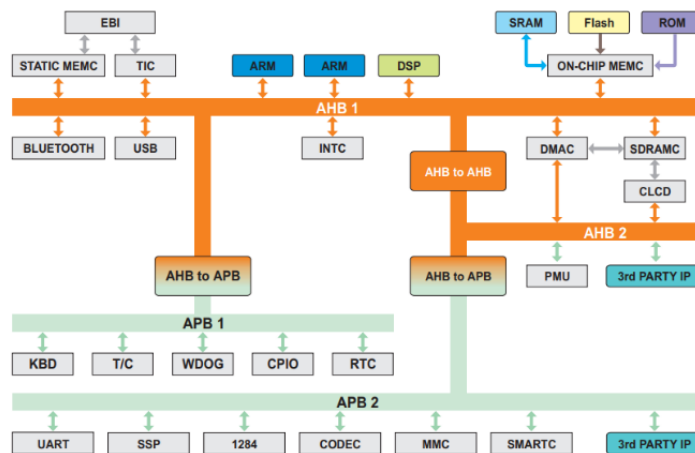 EBI
SRAM
Flash
ROM
STATIC MEMC
TIC
ARM
ARM
DSP
ON-CHIP MEMC
AHB 1
BLUETOOTH
USB
INTC
DMAC
SDRAMC
AHB to AHB
CLCD
AHB 2
AHB to APB
AHB to APB
PMU
3rd PARTY IP
APB 1
KBD
T/C
WDOG
CPIO
RTC
APB 2
UART
SSP
1284
CODEC
MMC
SMARTC
3rd PARTY IP